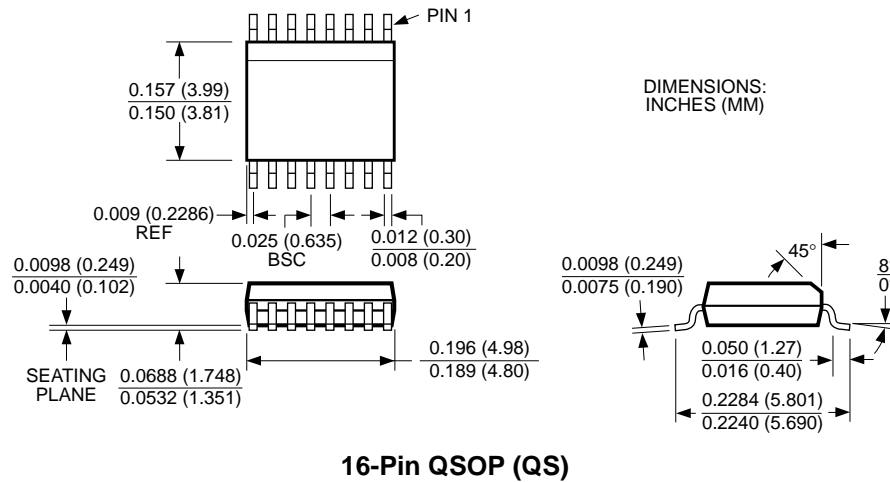 PIN 1
0.157 (3.99)
0.150 (3.81)
DIMENSIONS:
INCHES (MM)
0.009 (0.2286)
REF
0.025 (0.635)
BSC
0.012 (0.30)
0.008 (0.20)
0.0098 (0.249)
0.0040 (0.102)
SEATING
PLANE
0.0688 (1.748)
0.0532 (1.351)
0.196 (4.98)
0.189 (4.80)
0.0098 (0.249)
0.0075 (0.190)
45°
8
0
0.050 (1.27)
0.016 (0.40)
0.2284 (5.801)
0.2240 (5.690)
16-Pin QSOP (QS)